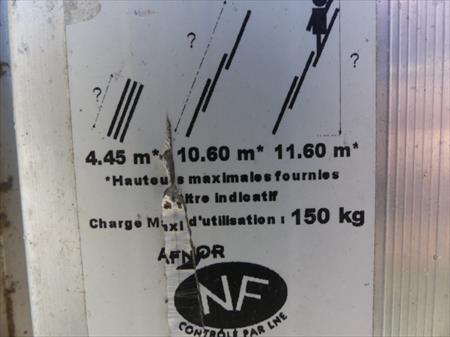 ? ? ?
4.45 m* 10.60 m* 11.60 m*
*Hauteurs maximales fournies
titre indicatif
Charge Maxi d'utilisation : 150 kg
AFNOR
NF
CONTRÔLÉ PAR LNE